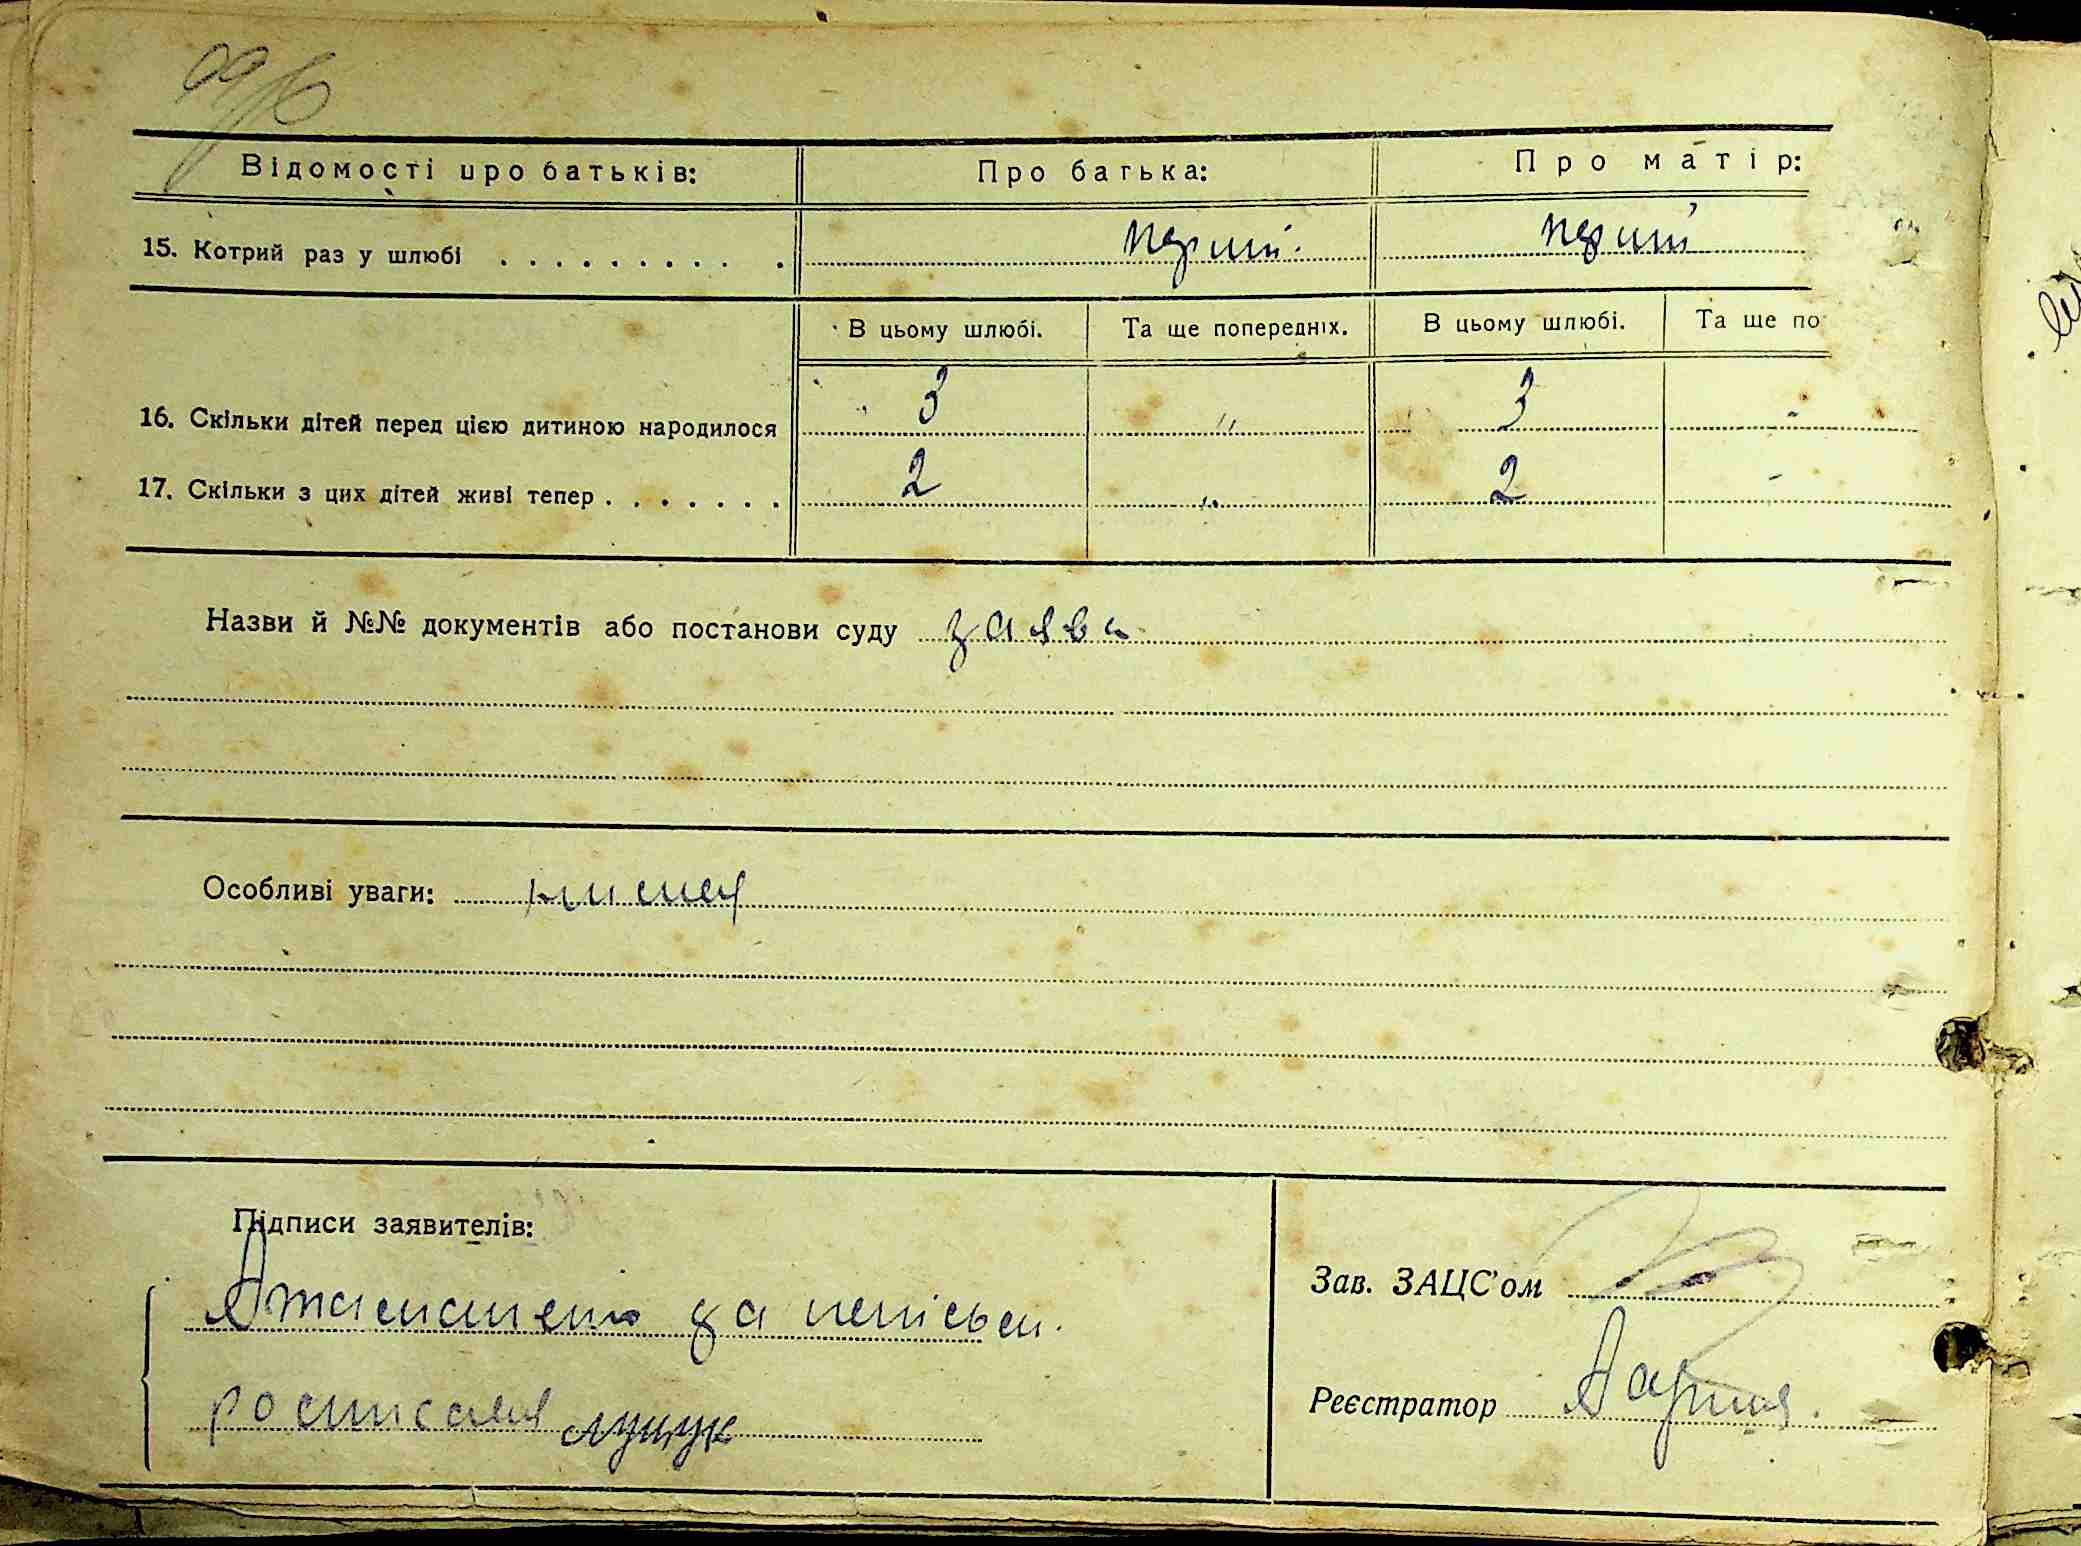 Відомості про батьків: Про батька: Про матір:
15. Котрий раз у шлюбі . . . . . . . . . . перший. перший
В цьому шлюбі. Та ще попередніх. В цьому шлюбі. Та ще по
16. Скільки дітей перед цією дитиною народилося 3 " 3 -
17. Скільки з цих дітей живі тепер . . . . . . . 2 " 2 -
Назви й №№ документів або постанови суду заява
Особливі уваги:
Підписи заявителів:
за
Зав. ЗАЦС'ом
росписался
Реєстратор